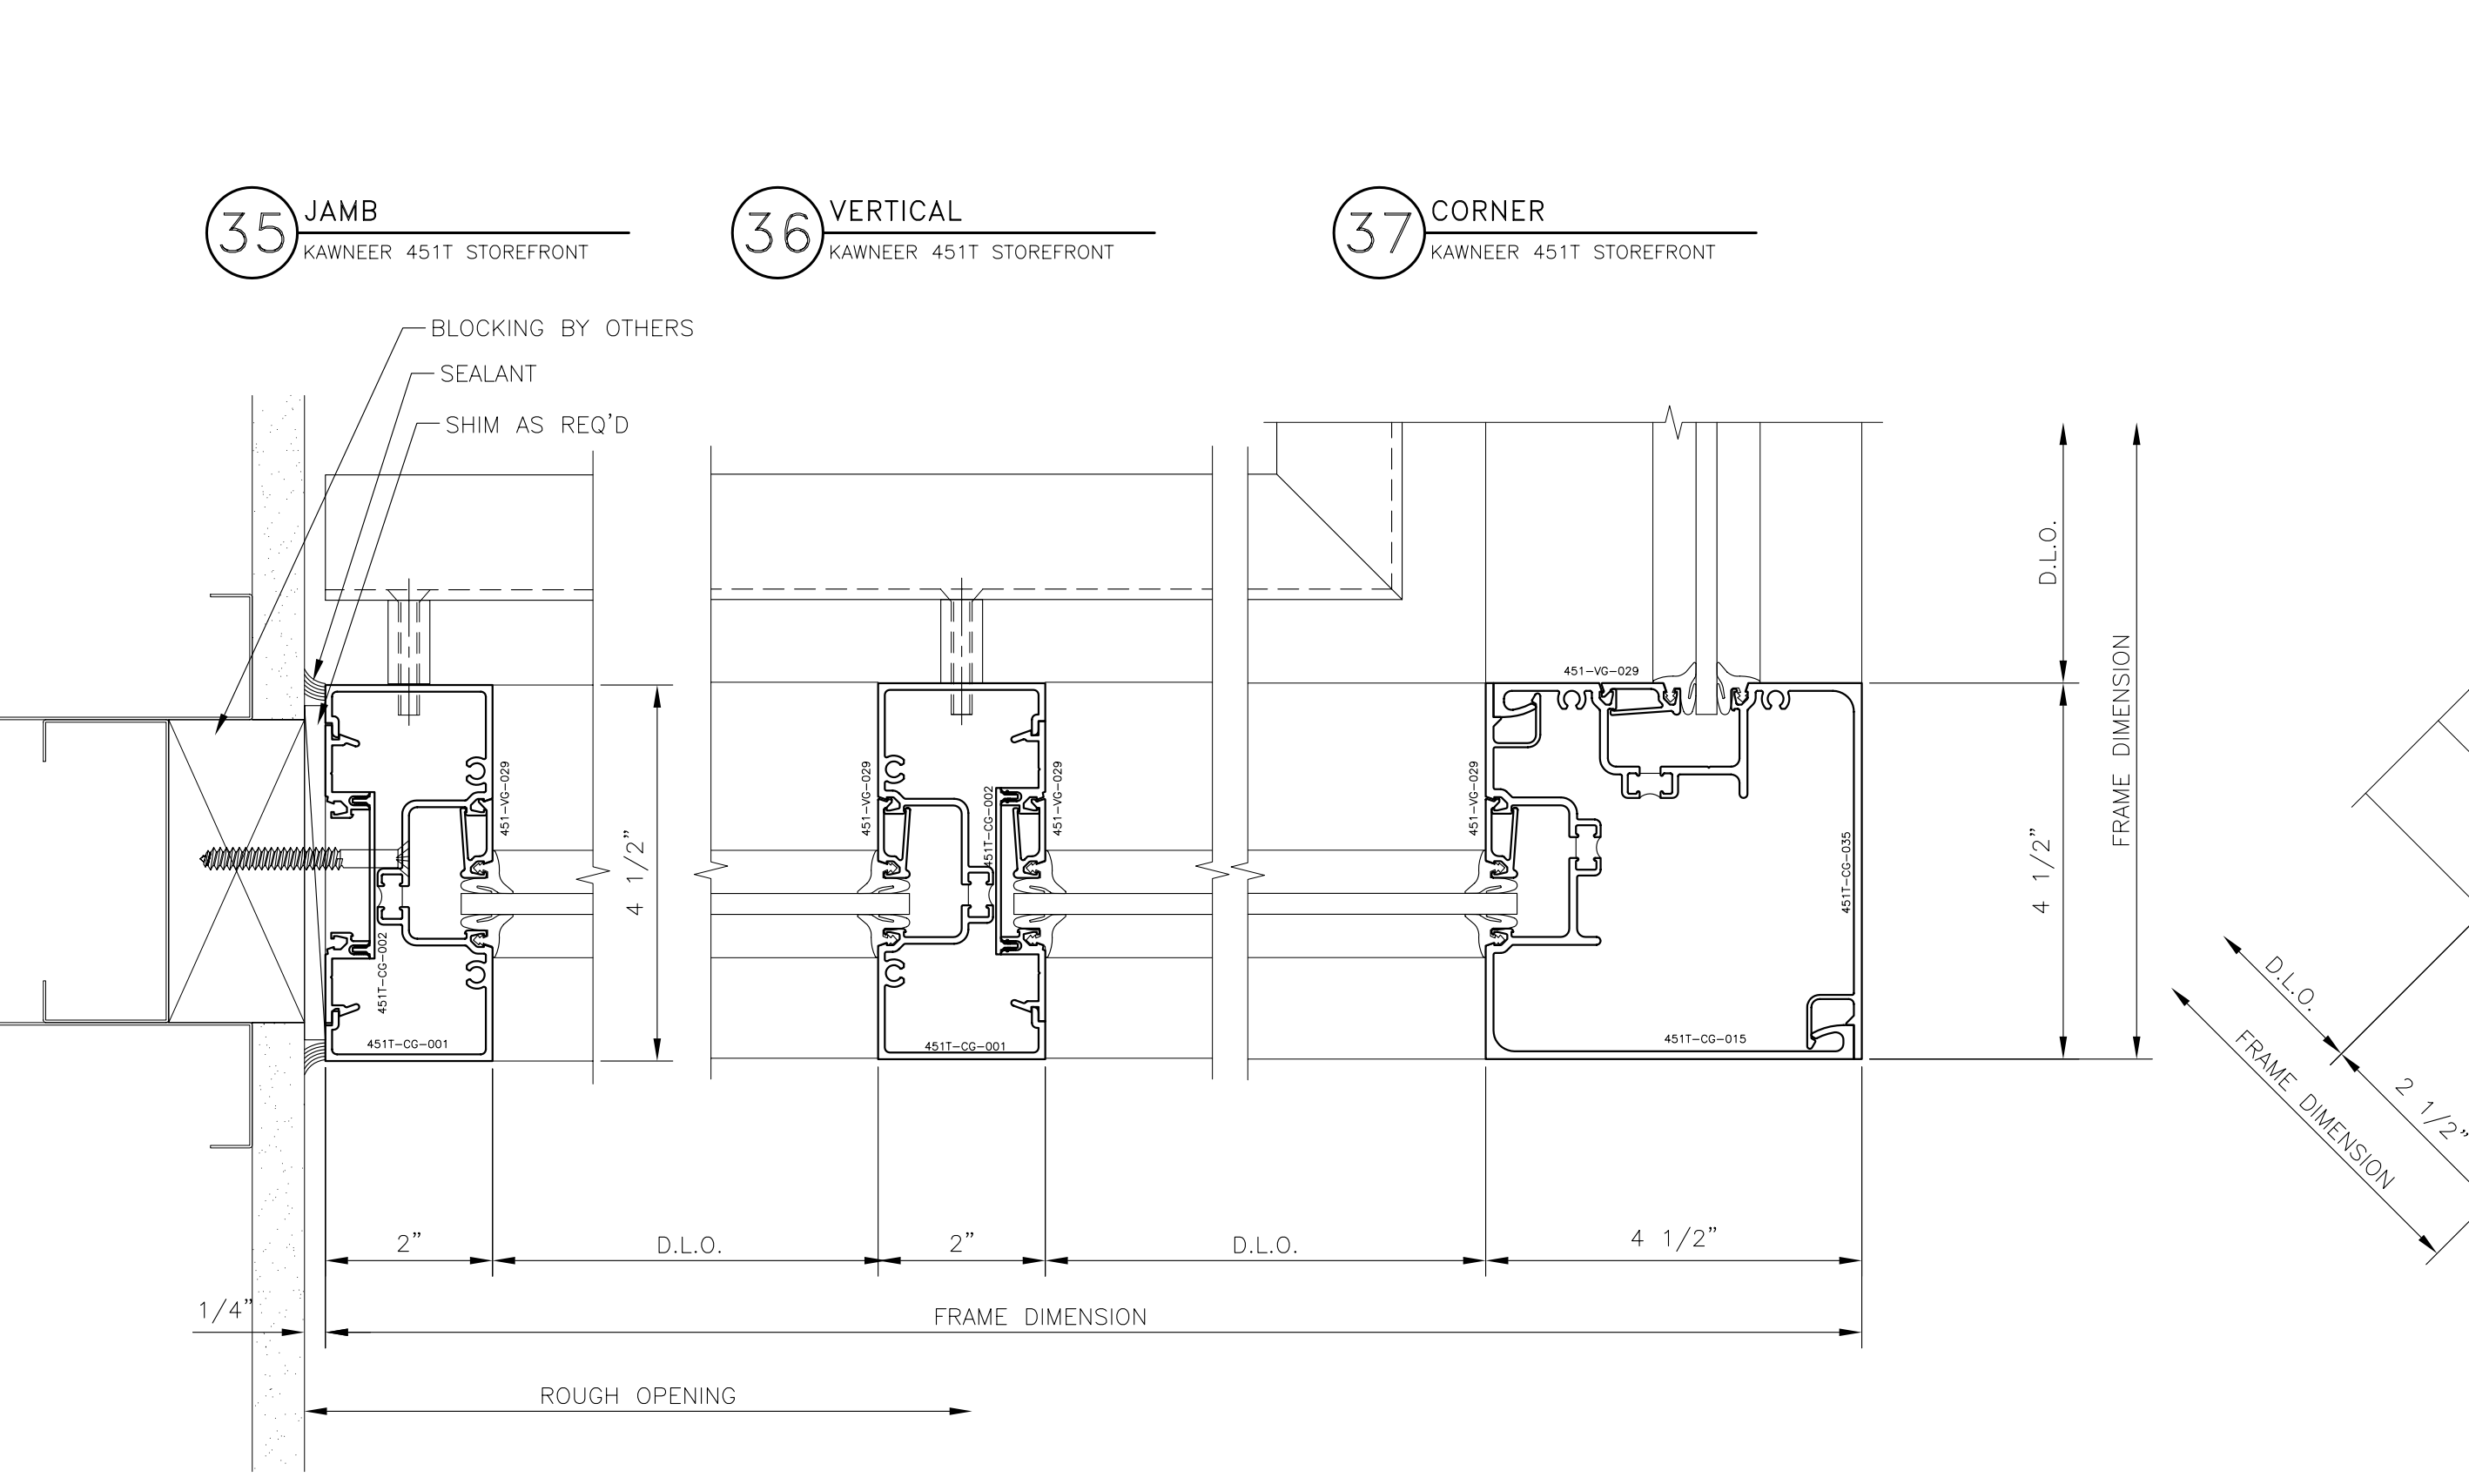 35
JAMB
KAWNEER 451T STOREFRONT
36
VERTICAL
KAWNEER 451T STOREFRONT
37
CORNER
KAWNEER 451T STOREFRONT
BLOCKING BY OTHERS
SEALANT
SHIM AS REQ'D
D.L.O.
FRAME DIMENSION
451-VG-029
451-VG-029
451-VG-029
451-VG-029
451-VG-029
451T-CG-002
4 1/2"
451T-CG-035
4 1/2"
451T-CG-002
451T-CG-001
451T-CG-001
451T-CG-015
D.L.O.
FRAME DIMENSION
2 1/2"
2"
D.L.O.
2"
D.L.O.
4 1/2"
1/4"
FRAME DIMENSION
ROUGH OPENING